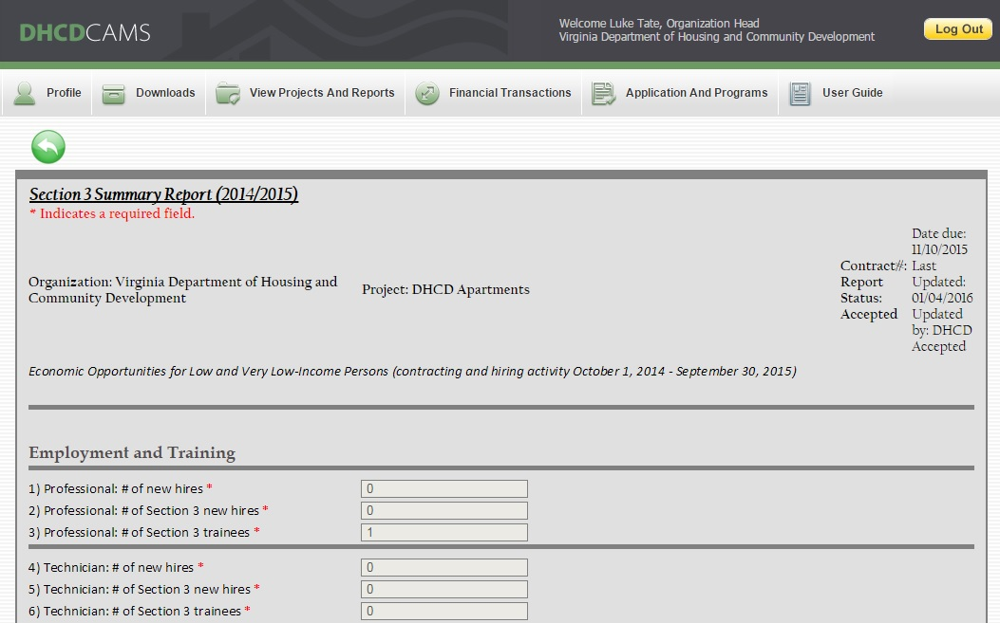 DHCDCAMS
Welcome Luke Tate, Organization Head
Virginia Department of Housing and Community Development
Log Out
Profile
Downloads
View Projects And Reports
Financial Transactions
Application And Programs
User Guide
Section 3 Summary Report (2014/2015)
* Indicates a required field.
Organization: Virginia Department of Housing and
Community Development
Project: DHCD Apartments
Contract#:
Report
Status:
Accepted
Date due:
11/10/2015
Last
Updated:
01/04/2016
Updated
by: DHCD
Accepted
Economic Opportunities for Low and Very Low-Income Persons (contracting and hiring activity October 1, 2014 - September 30, 2015)
Employment and Training
1) Professional: # of new hires * 0
2) Professional: # of Section 3 new hires * 0
3) Professional: # of Section 3 trainees * 1
4) Technician: # of new hires * 0
5) Technician: # of Section 3 new hires * 0
6) Technician: # of Section 3 trainees * 0